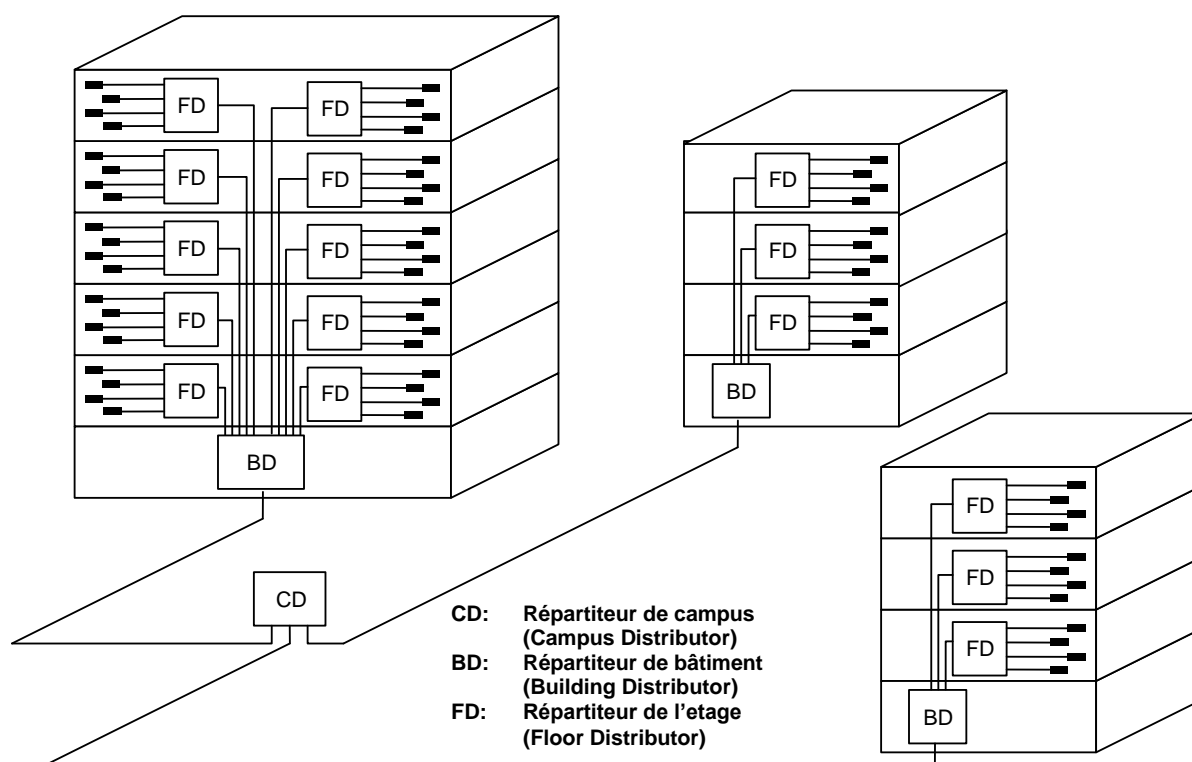 FD FD
FD FD
FD FD
FD FD
FD FD
BD
FD
FD
FD
BD
FD
FD
FD
BD
CD
CD: Répartiteur de campus
(Campus Distributor)
BD: Répartiteur de bâtiment
(Building Distributor)
FD: Répartiteur de l'etage
(Floor Distributor)